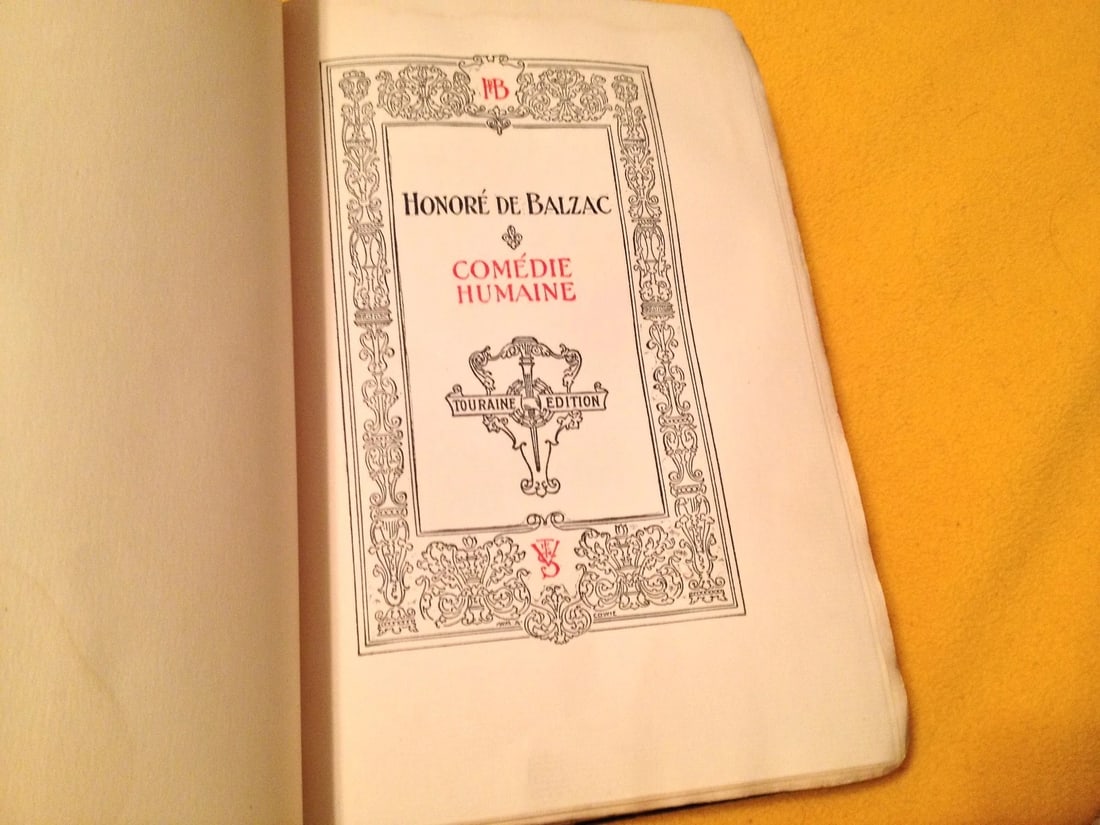 HB
HONORÉ DE BALZAC
COMÉDIE
HUMAINE
TOURAINE EDITION